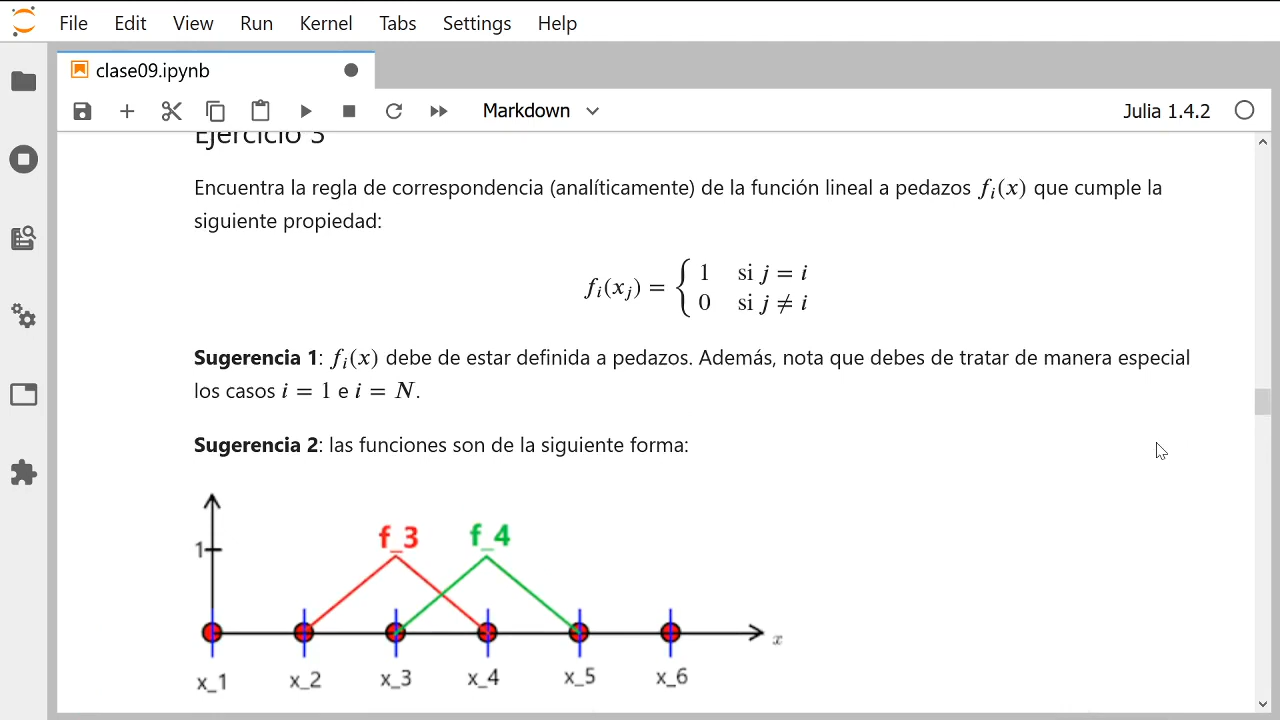 File Edit View Run Kernel Tabs Settings Help
clase09.ipynb
Markdown
Julia 1.4.2
Ejercicio 3
Encuentra la regla de correspondencia (analíticamente) de la función lineal a pedazos f_i(x) que cumple la
siguiente propiedad:
f_i(x_j) = { 1 si j = i
0 si j ≠ i
Sugerencia 1: f_i(x) debe de estar definida a pedazos. Además, nota que debes de tratar de manera especial
los casos i = 1 e i = N.
Sugerencia 2: las funciones son de la siguiente forma:
f_3 f_4
1
x
x_1 x_2 x_3 x_4 x_5 x_6